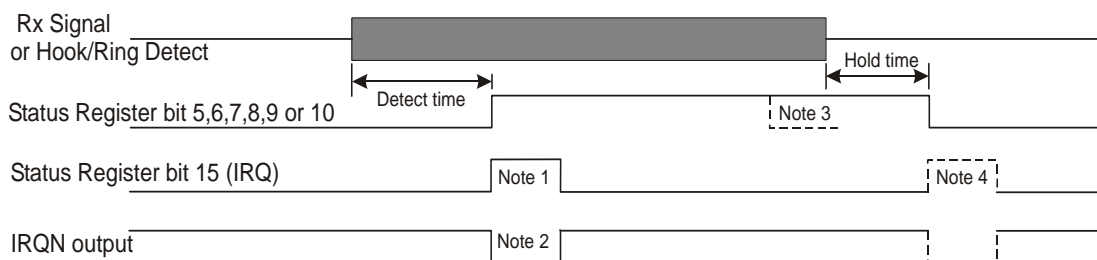 Rx Signal
or Hook/Ring Detect
Hold time
Detect time
Status Register bit 5,6,7,8,9 or 10
Note 3
Status Register bit 15 (IRQ)
Note 1
Note 4
IRQN output
Note 2